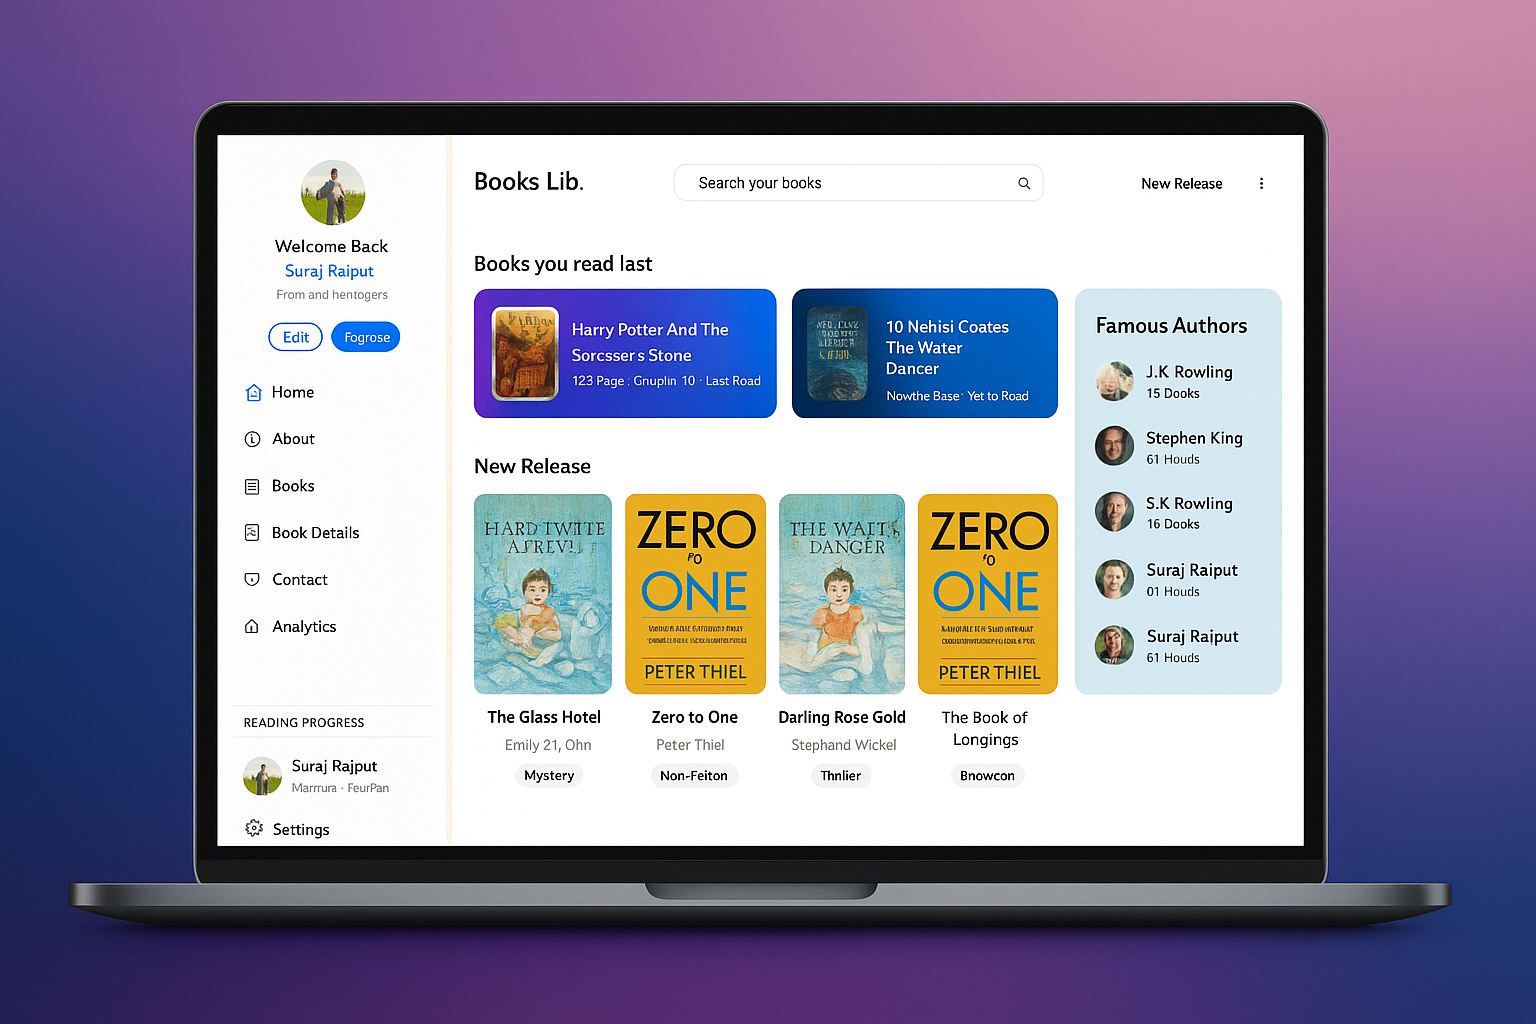 Welcome Back
Suraj Raiput
From and hentogers
Edit
Fogrose
Home
About
Books
Book Details
Contact
Analytics
READING PROGRESS
Suraj Rajput
Marrrura · FeurPan
Settings
Books Lib.
Search your books
New Release
Books you read last
Harry Potter And The
Sorcssers Stone
123 Page . Gnuplin 10 · Last Road
10 Nehisi Coates
The Water
Dancer
Nowthe Base · Yet to Road
New Release
HARD TWITE
ZERO
TO
ONE
PETER THIEL
THE WAIT
DANGER
ZERO
TO
ONE
PETER THIEL
The Glass Hotel
Emily 21, Ohn
Mystery
Zero to One
Peter Thiel
Non-Feiton
Darling Rose Gold
Stephand Wickel
Thnlier
The Book of
Longings
Bnowcon
Famous Authors
J.K Rowling
15 Dooks
Stephen King
61 Houds
S.K Rowling
16 Dooks
Suraj Raiput
01 Hourds
Suraj Raiput
61 Houds